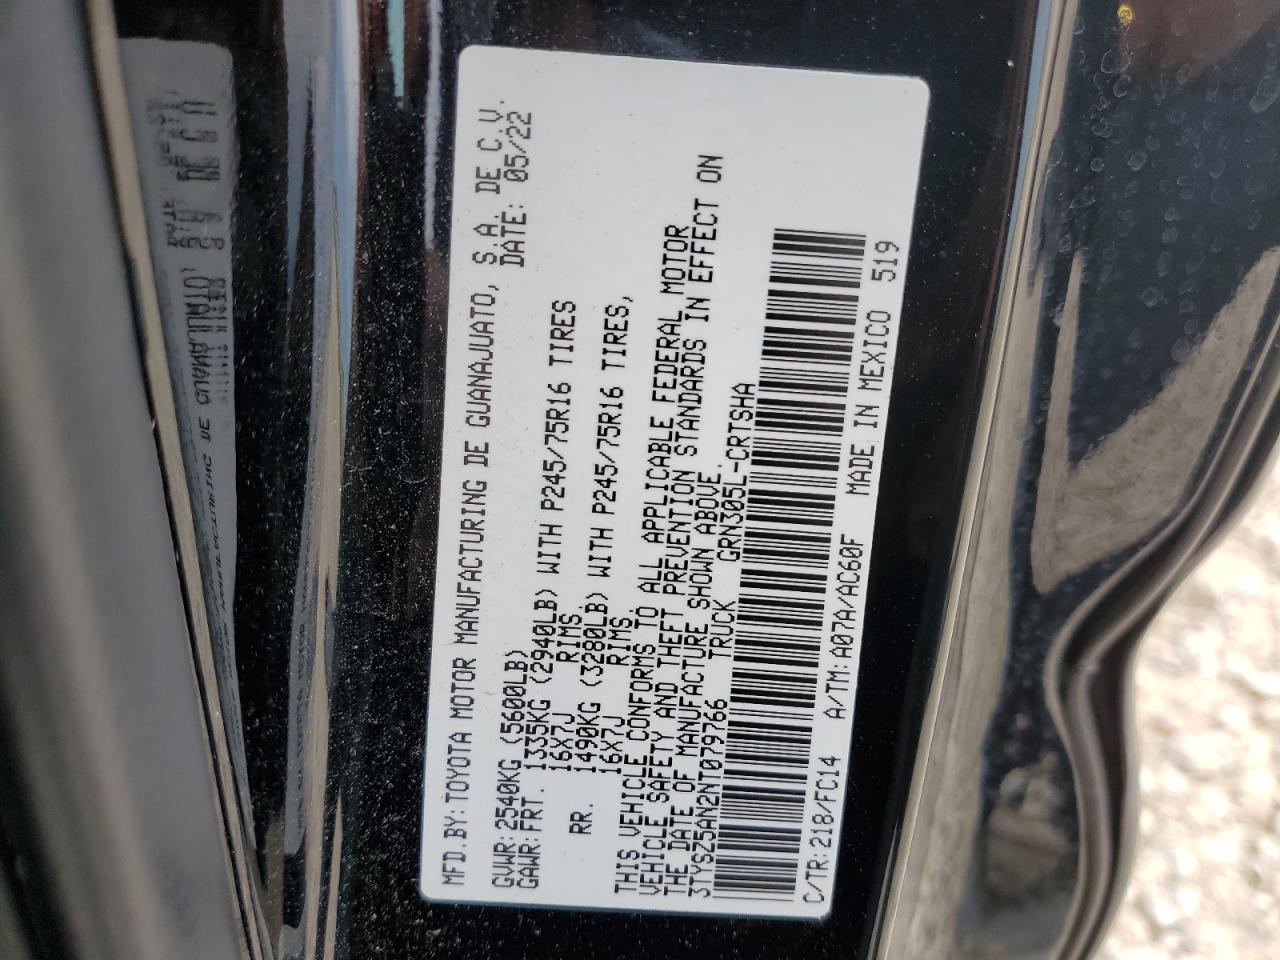 MFD.BY:TOYOTA MOTOR MANUFACTURING DE GUANAJUATO, S.A. DE C.V.
DATE: 05/22
GVWR:2540KG (5600LB)
GAWR:FRT. 1335KG (2940LB) WITH P245/75R16 TIRES
16X7J RIMS
RR. 1490KG (3280LB) WITH P245/75R16 TIRES,
16X7J RIMS
THIS VEHICLE CONFORMS TO ALL APPLICABLE FEDERAL MOTOR
VEHICLE SAFETY AND THEFT PREVENTION STANDARDS IN EFFECT ON
THE DATE OF MANUFACTURE SHOWN ABOVE.
3TYSZ5AN2NT079766 TRUCK GRN305L-CRTSHA
C/TR:218/FC14 A/TM:A07A/AC60F MADE IN MEXICO 519